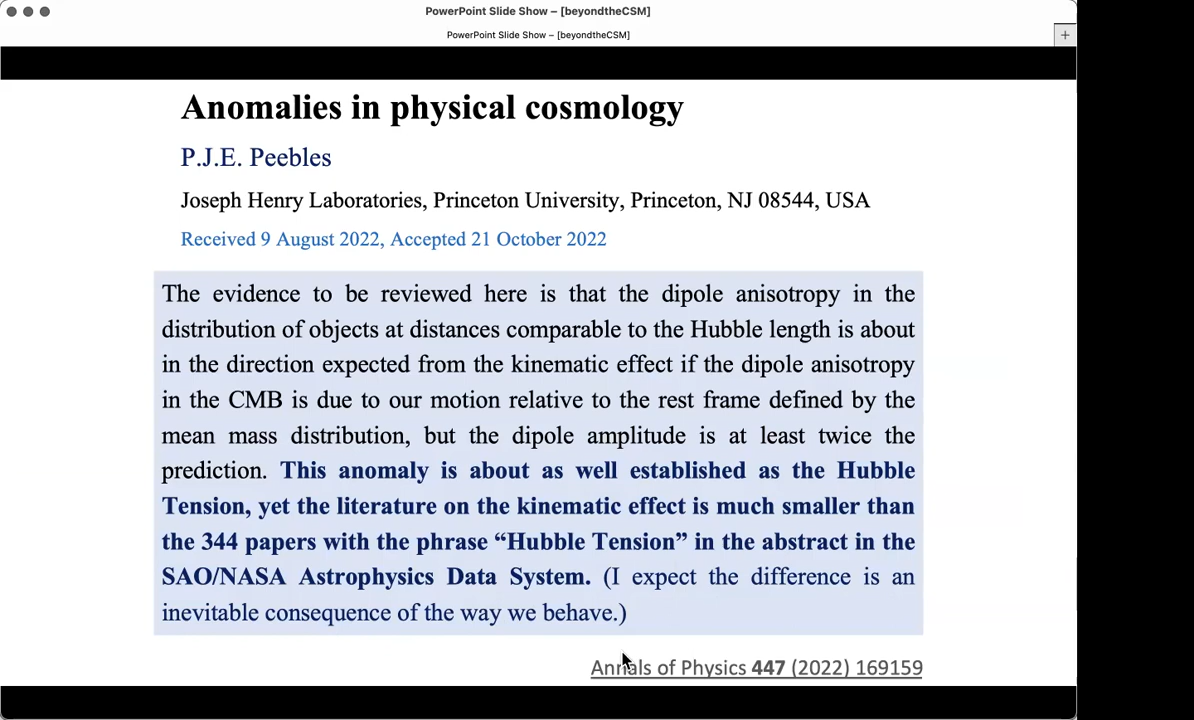 PowerPoint Slide Show – [beyondtheCSM]
PowerPoint Slide Show – [beyondtheCSM]
+
Anomalies in physical cosmology
P.J.E. Peebles
Joseph Henry Laboratories, Princeton University, Princeton, NJ 08544, USA
Received 9 August 2022, Accepted 21 October 2022
The evidence to be reviewed here is that the dipole anisotropy in the
distribution of objects at distances comparable to the Hubble length is about
in the direction expected from the kinematic effect if the dipole anisotropy
in the CMB is due to our motion relative to the rest frame defined by the
mean mass distribution, but the dipole amplitude is at least twice the
prediction. This anomaly is about as well established as the Hubble
Tension, yet the literature on the kinematic effect is much smaller than
the 344 papers with the phrase “Hubble Tension” in the abstract in the
SAO/NASA Astrophysics Data System. (I expect the difference is an
inevitable consequence of the way we behave.)
Annals of Physics 447 (2022) 169159